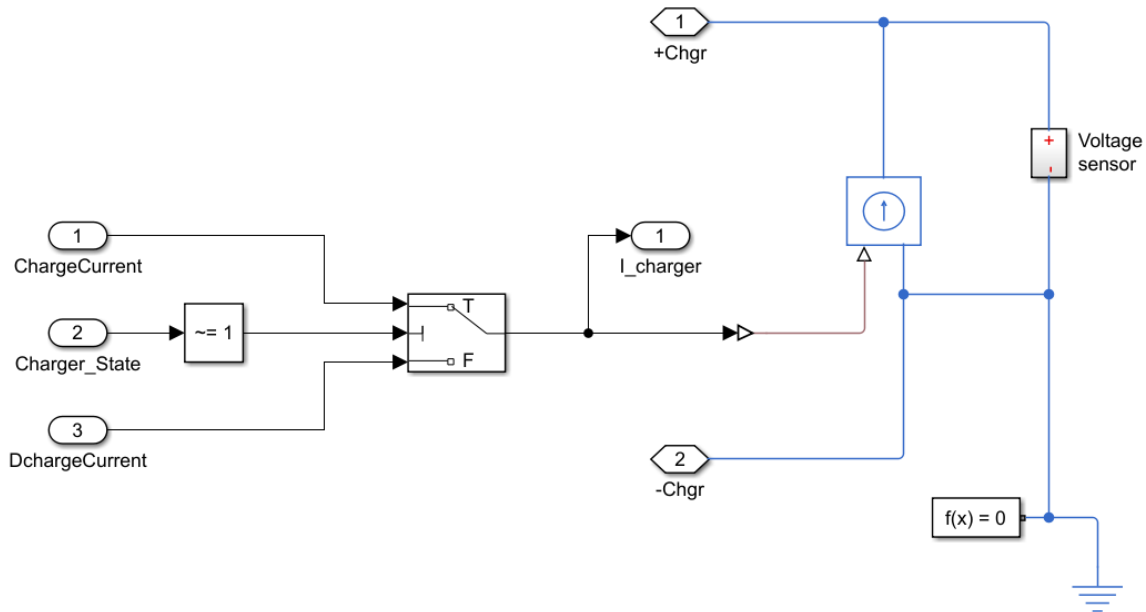 1
+Chgr
+
-
Voltage
sensor
1
ChargeCurrent
1
I_charger
2
Charger_State
~= 1
T
F
3
DchargeCurrent
2
-Chgr
f(x) = 0